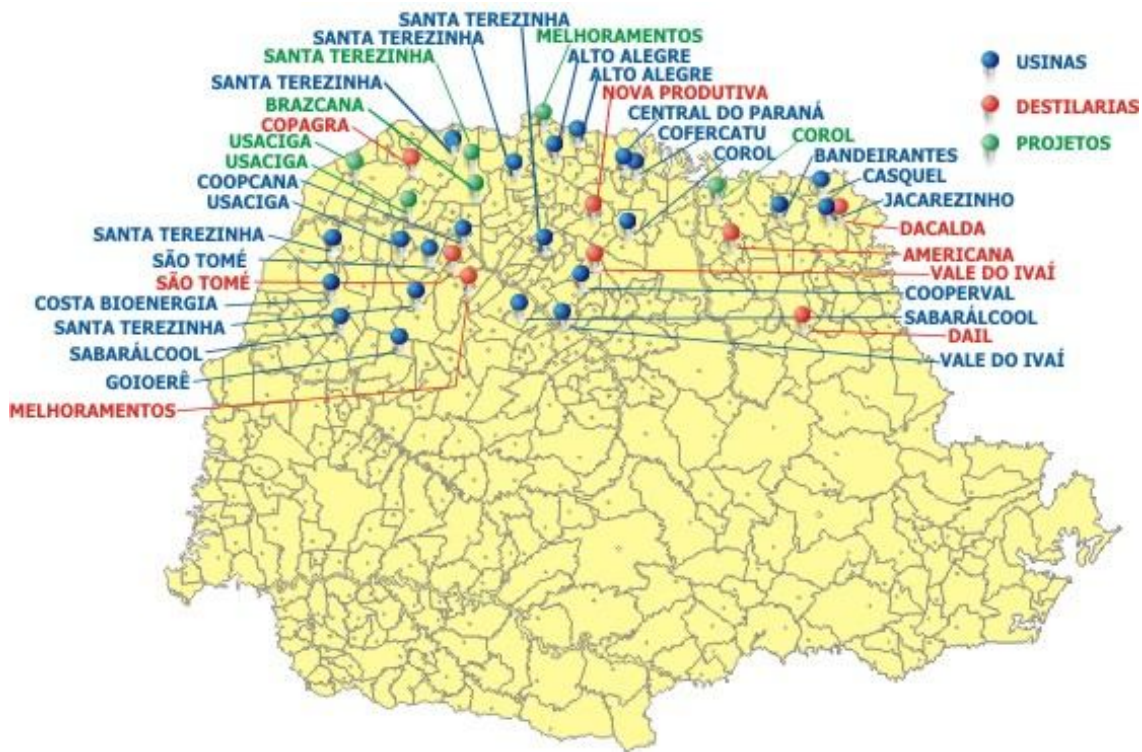 SANTA TEREZINHA
SANTA TEREZINHA
SANTA TEREZINHA
SANTA TEREZINHA
BRAZCANA
COPAGRA
USACIGA
USACIGA
COOPCANA
USACIGA
SANTA TEREZINHA
SÃO TOMÉ
SÃO TOMÉ
COSTA BIOENERGIA
SANTA TEREZINHA
SABARÁLCOOL
GOIOERÊ
MELHORAMENTOS
MELHORAMENTOS
ALTO ALEGRE
ALTO ALEGRE
NOVA PRODUTIVA
CENTRAL DO PARANÁ
COFERCATU
COROL
COROL
BANDEIRANTES
CASQUEL
JACAREZINHO
DACALDA
AMERICANA
VALE DO IVAÍ
COOPERVAL
SABARÁLCOOL
DAIL
VALE DO IVAÍ
USINAS
DESTILARIAS
PROJETOS